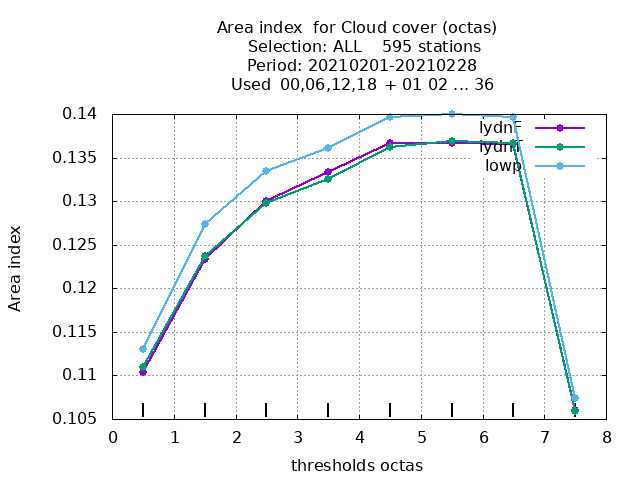 Area index  for Cloud cover (octas)
Selection: ALL    595 stations
Period: 20210201-20210228
Used  00,06,12,18  + 01 02 ... 36
0.14
0.135
0.13
0.125
0.12
0.115
0.11
0.105
Area index
lydnF
lydnT
lowp
0 1 2 3 4 5 6 7 8
thresholds octas